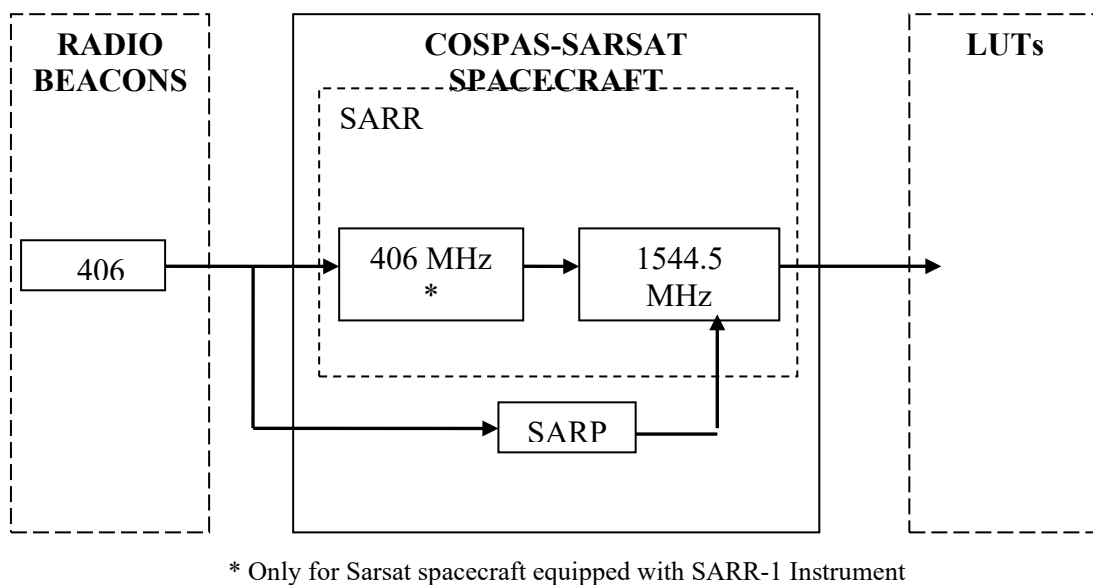 RADIO
BEACONS
COSPAS-SARSAT
SPACECRAFT
LUTs
SARR
406
406 MHz
*
1544.5
MHz
SARP
* Only for Sarsat spacecraft equipped with SARR-1 Instrument